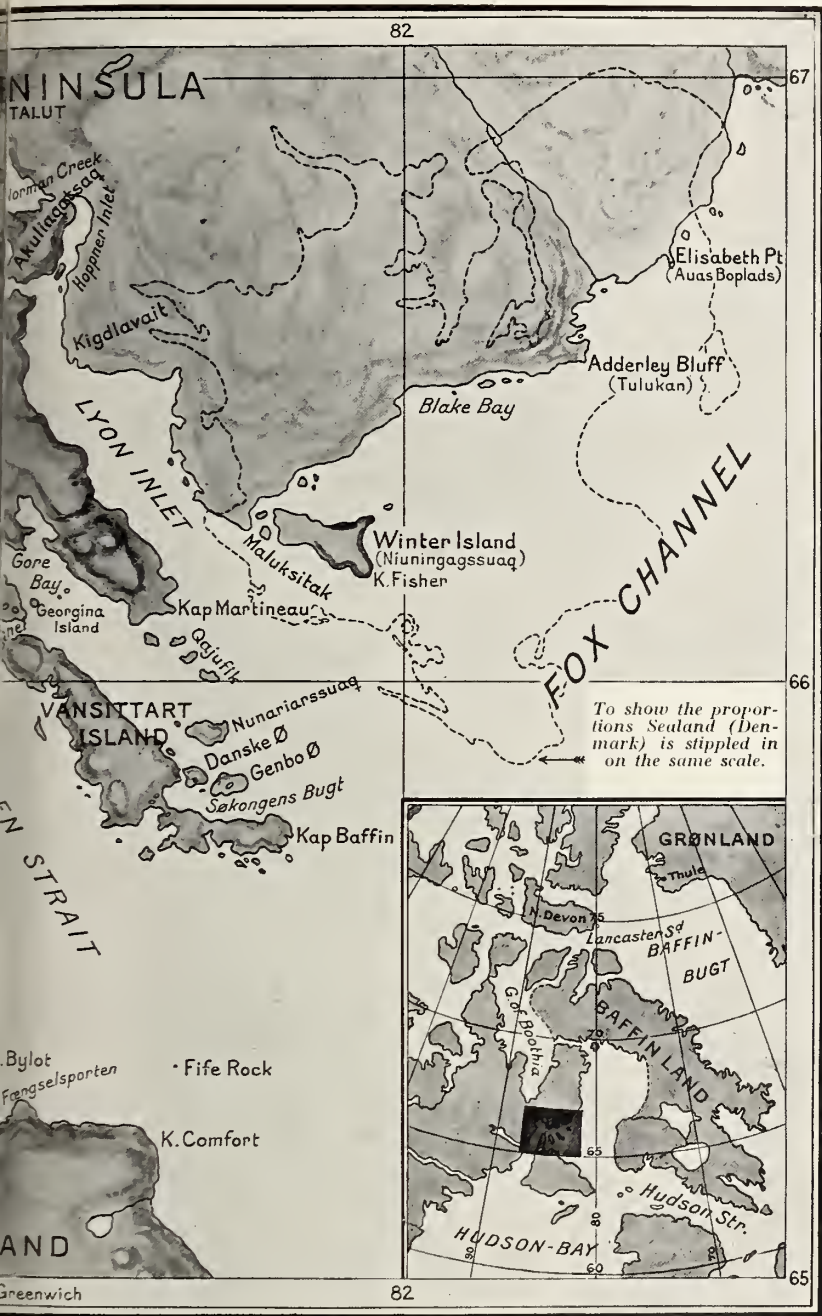 82
NINSULA
67
TALUT
Norman Creek
Akuliagatsaq
Hoppner Inlet
Elisabeth Pt
(Auas Boplads)
Kigdlavait
Adderley Bluff
(Tulukan)
Blake Bay
LYON INLET
FOX CHANNEL
Winter Island
(Niuningagssuaq)
K. Fisher
Maluksitak
Gore
Bay
Georgina
Island
Kap Martineau
Qajufik
66
VANSITTART
ISLAND
Nunariarssuaq
Danske Ø
Genbo Ø
Søkongens Bugt
Kap Baffin
To show the propor-
tions Sealand (Den-
mark) is stippled in
on the same scale.
EN STRAIT
GRØNLAND
Thule
N. Devon 75
Lancaster Sd
BAFFIN-
BUGT
G. of Boothia
BAFFIN LAND
70
65
Hudson Str.
HUDSON-BAY
90
80
70
60
. Bylot
Fængselsporten
Fife Rock
K. Comfort
AND
65
Greenwich
82